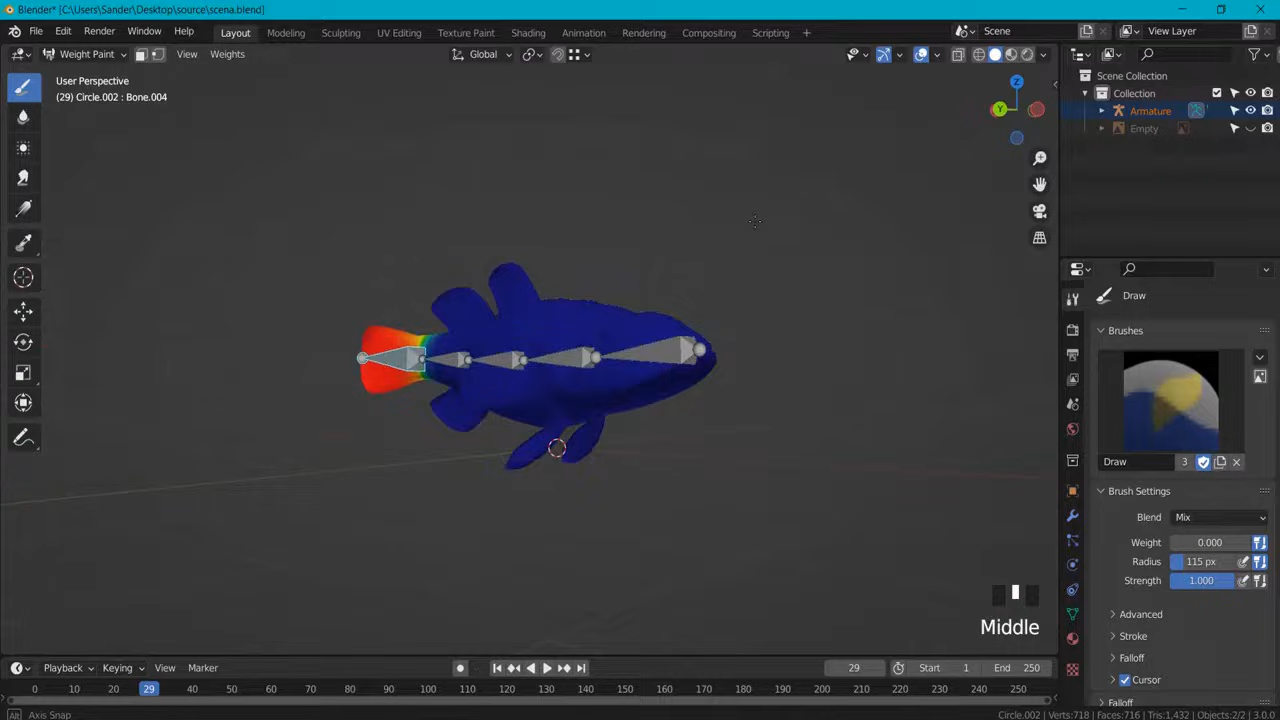 Blender* [C:\Users\Sander\Desktop\source\scena.blend]
File Edit Render Window Help Layout Modeling Sculpting UV Editing Texture Paint Shading Animation Rendering Compositing Scripting + Scene View Layer
Weight Paint View Weights Global
User Perspective
(29) Circle.002 : Bone.004
Scene Collection
Collection
Armature
Empty
Z
Y
Draw
Brushes
Draw 3
Brush Settings
Blend Mix
Weight 0.000
Radius 115 px
Strength 1.000
Advanced
Stroke
Falloff
Cursor
Falloff
Middle
Playback Keying View Marker 29 Start 1 End 250
0 10 29 40 50 60 70 80 90 100 110 120 130 140 150 160 170 180 190 200 210 220 230 240 250
Alt Axis Snap Circle.002 | Verts:718 | Faces:716 | Tris:1,432 | Objects:2/2 | 3.0.0